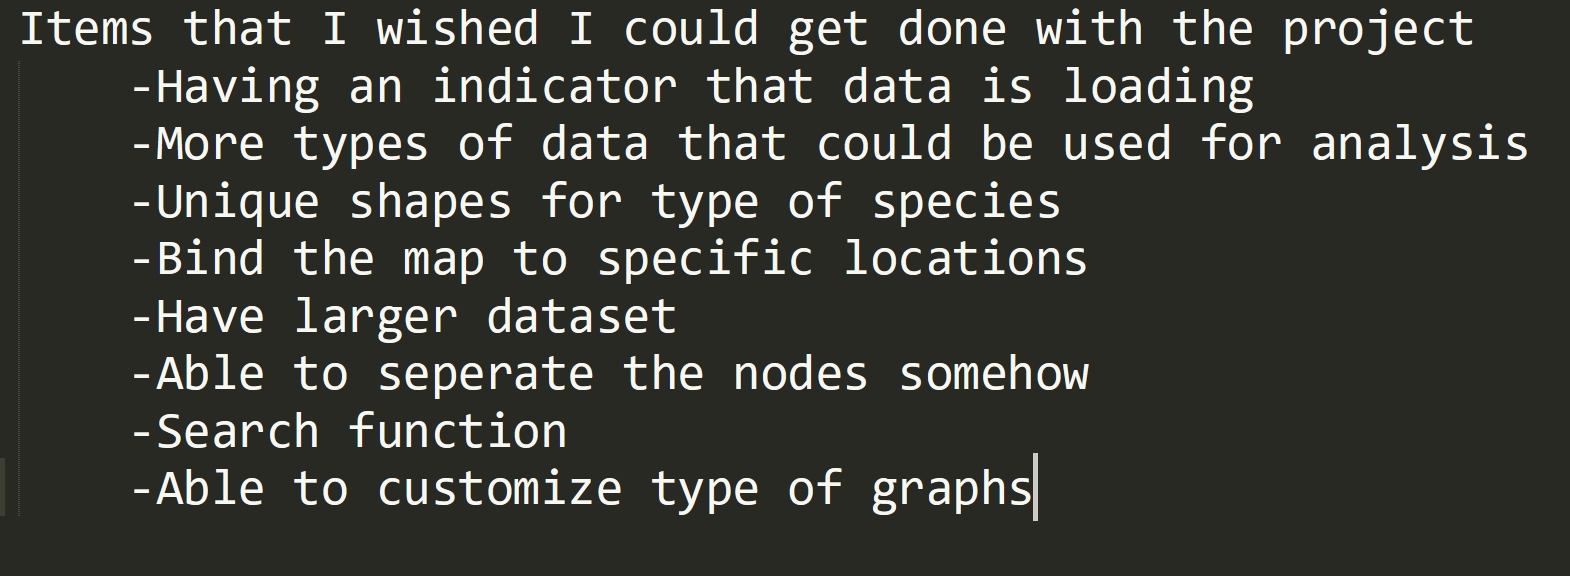 Items that I wished I could get done with the project
-Having an indicator that data is loading
-More types of data that could be used for analysis
-Unique shapes for type of species
-Bind the map to specific locations
-Have larger dataset
-Able to seperate the nodes somehow
-Search function
-Able to customize type of graphs